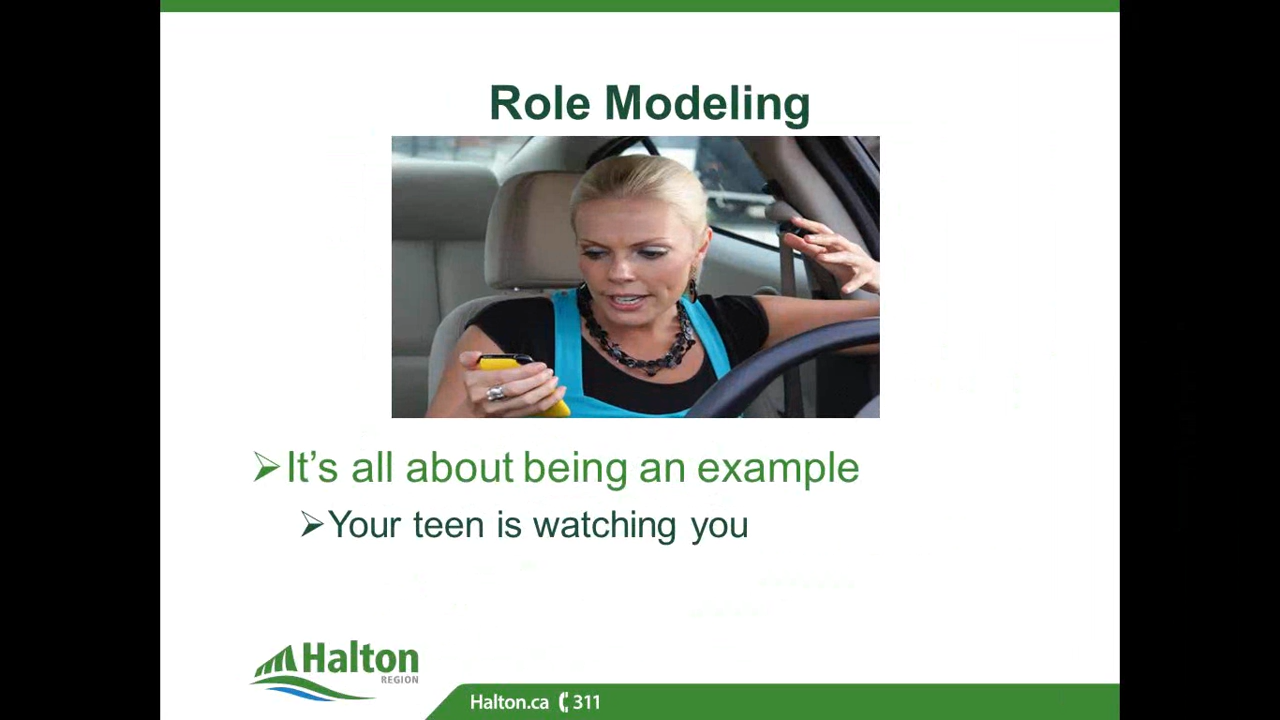 Role Modeling
It's all about being an example
Your teen is watching you
Halton
REGION
Halton.ca 311